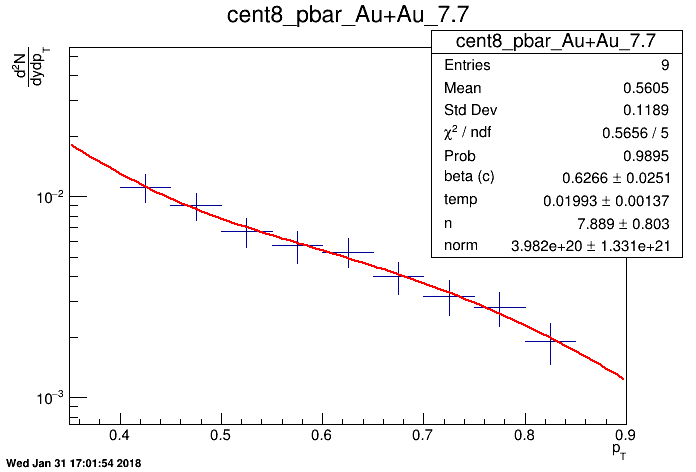 cent8_pbar_Au+Au_7.7
d²N
dydp_T
cent8_pbar_Au+Au_7.7
Entries 9
Mean 0.5605
Std Dev 0.1189
χ² / ndf 0.5656 / 5
Prob 0.9895
beta (c) 0.6266 ± 0.0251
temp 0.01993 ± 0.00137
n 7.889 ± 0.803
norm 3.982e+20 ± 1.331e+21
10⁻²
10⁻³
0.4 0.5 0.6 0.7 0.8 0.9
p_T
Wed Jan 31 17:01:54 2018